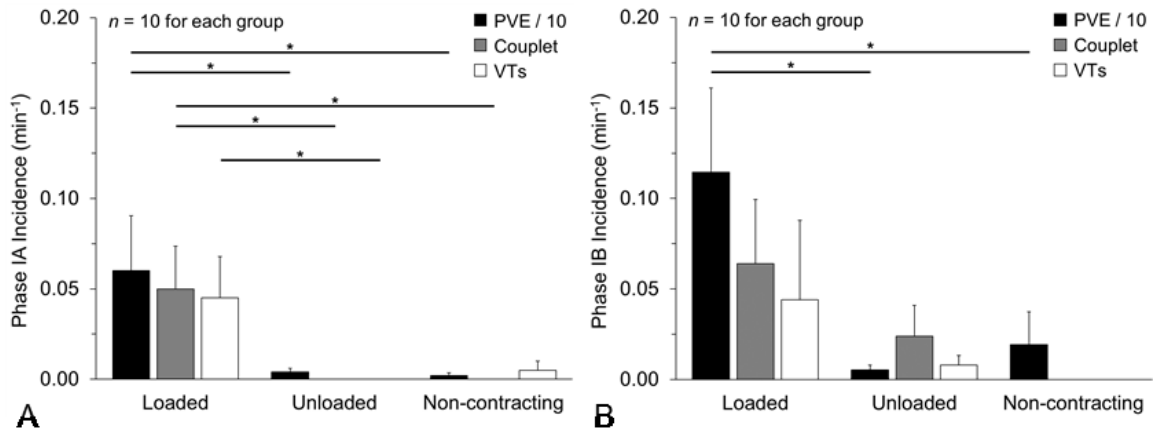 n = 10 for each group
PVE / 10
Couplet
VTs
*
*
*
*
*
0.20
0.15
0.10
0.05
0.00
Phase IA Incidence (min⁻¹)
Loaded Unloaded Non-contracting
A
n = 10 for each group
PVE / 10
Couplet
VTs
*
*
0.20
0.15
0.10
0.05
0.00
Phase IB Incidence (min⁻¹)
Loaded Unloaded Non-contracting
B